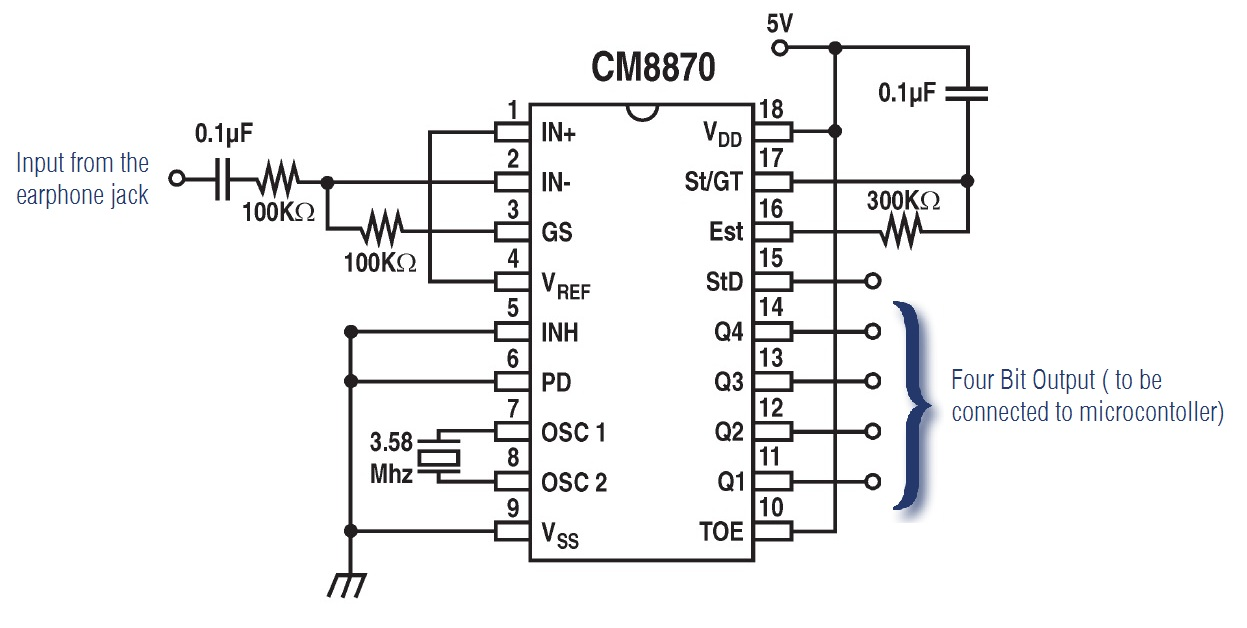 5V
CM8870
0.1µF
0.1µF
Input from the
earphone jack
100KΩ
100KΩ
300KΩ
1 IN+
2 IN-
3 GS
4 VREF
5 INH
6 PD
7 OSC 1
8 OSC 2
9 VSS
3.58
Mhz
18 VDD
17 St/GT
16 Est
15 StD
14 Q4
13 Q3
12 Q2
11 Q1
10 TOE
Four Bit Output ( to be
connected to microcontoller)